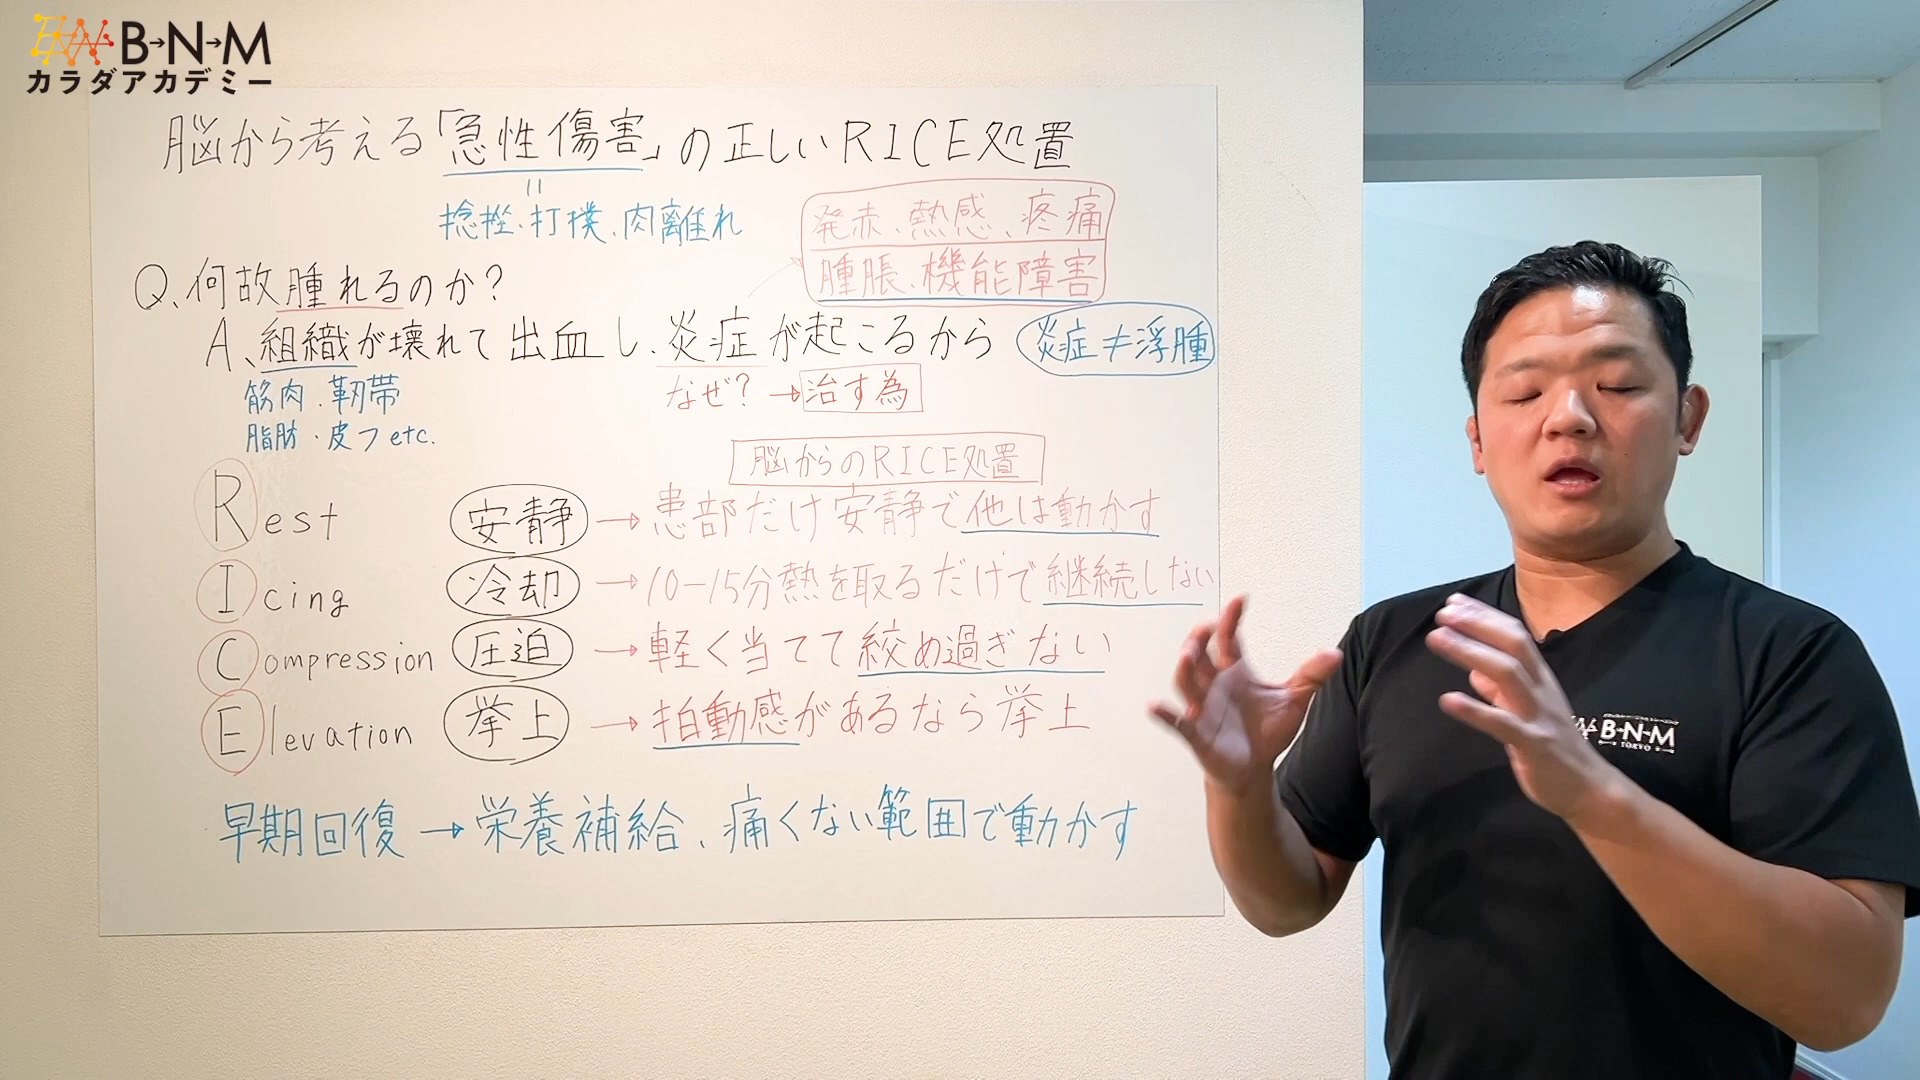 B→N→M
カラダアカデミー
脳から考える「急性傷害」の正しいRICE処置
=
捻挫、打撲、肉離れ
発赤、熱感、疼痛
腫脹、機能障害
Q、何故腫れるのか?
A、組織が壊れて出血し、炎症が起こるから
炎症≠浮腫
筋肉、靭帯
脂肪・皮フetc.
なぜ?→治す為
脳からのRICE処置
Rest 安静→患部だけ安静で他は動かす
Icing 冷却→10-15分熱を取るだけで継続しない
Compression 圧迫→軽く当てて絞め過ぎない
Elevation 挙上→拍動感があるなら挙上
早期回復→栄養補給、痛くない範囲で動かす
B-N-M
TOKYO